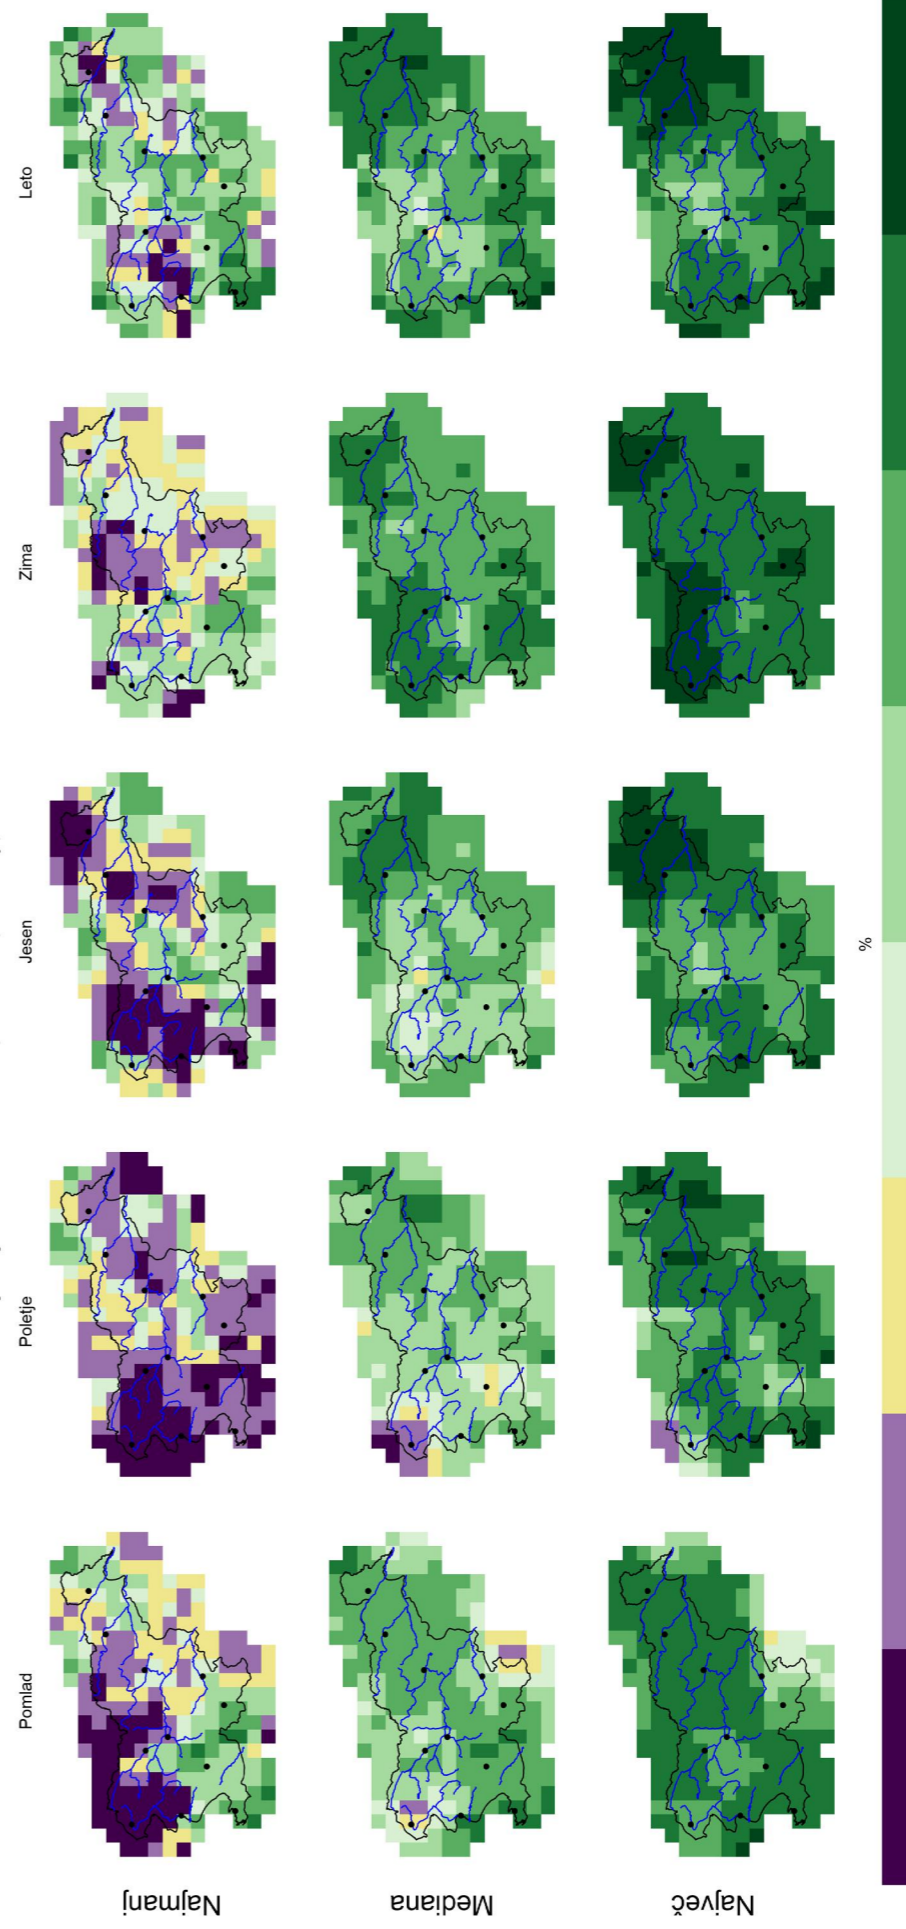 Pomlad
Poletje
Jesen
Zima
Leto
Najmanj
Mediana
Največ
%